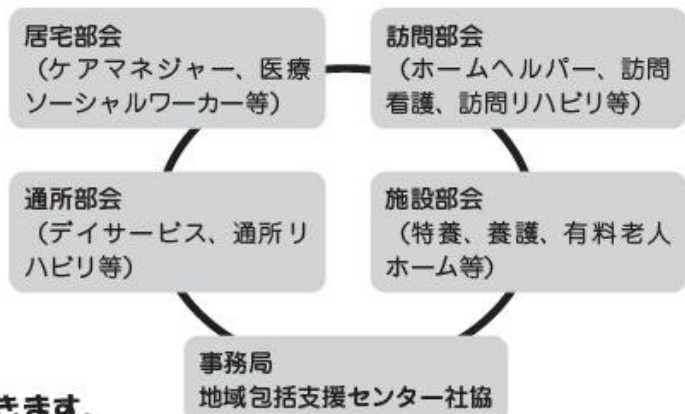 居宅部会
（ケアマネジャー、医療
ソーシャルワーカー等）
訪問部会
（ホームヘルパー、訪問
看護、訪問リハビリ等）
通所部会
（デイサービス、通所リ
ハビリ等）
施設部会
（特養、養護、有料老人
ホーム等）
事務局
地域包括支援センター社協
きます。